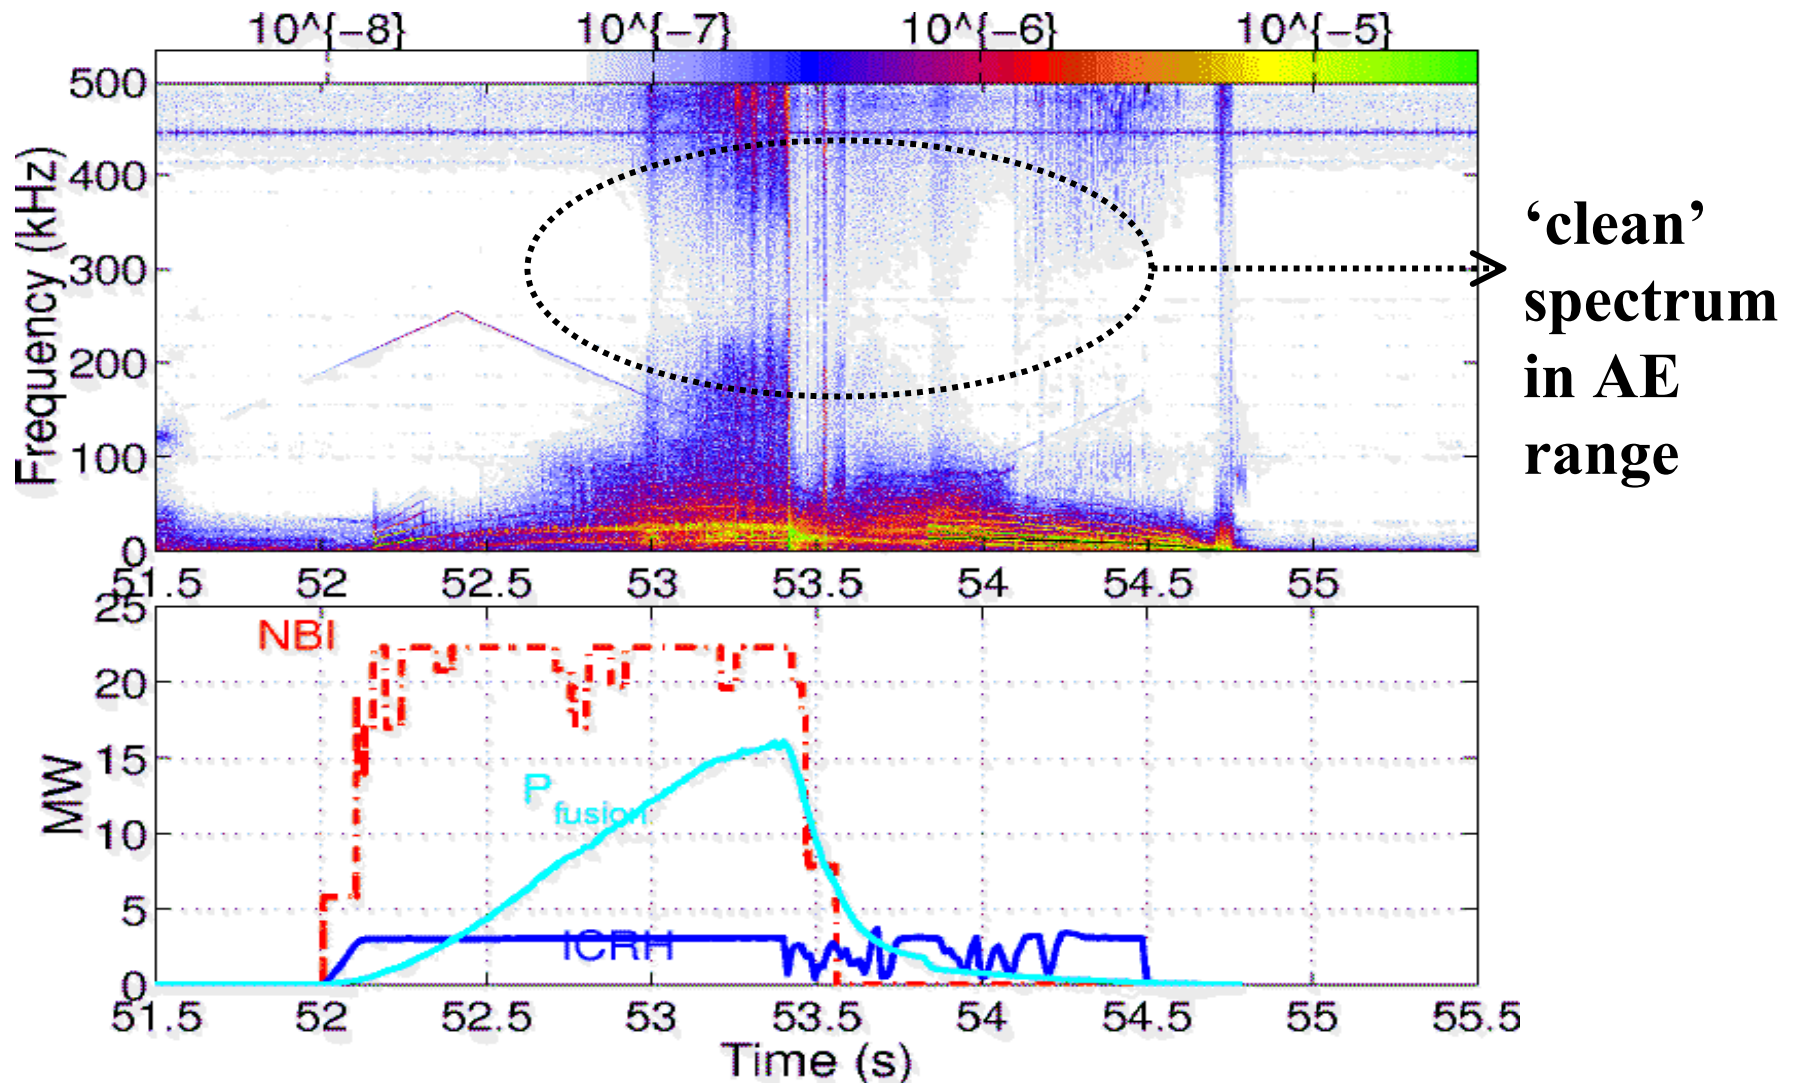 10^{−8} 10^{−7} 10^{−6} 10^{−5}
500
400
300
200
100
0
Frequency (kHz)
51.5 52 52.5 53 53.5 54 54.5 55
‘clean’
spectrum
in AE
range
25
20
15
10
5
0
MW
NBI
P fusion
ICRH
51.5 52 52.5 53 53.5 54 54.5 55 55.5
Time (s)